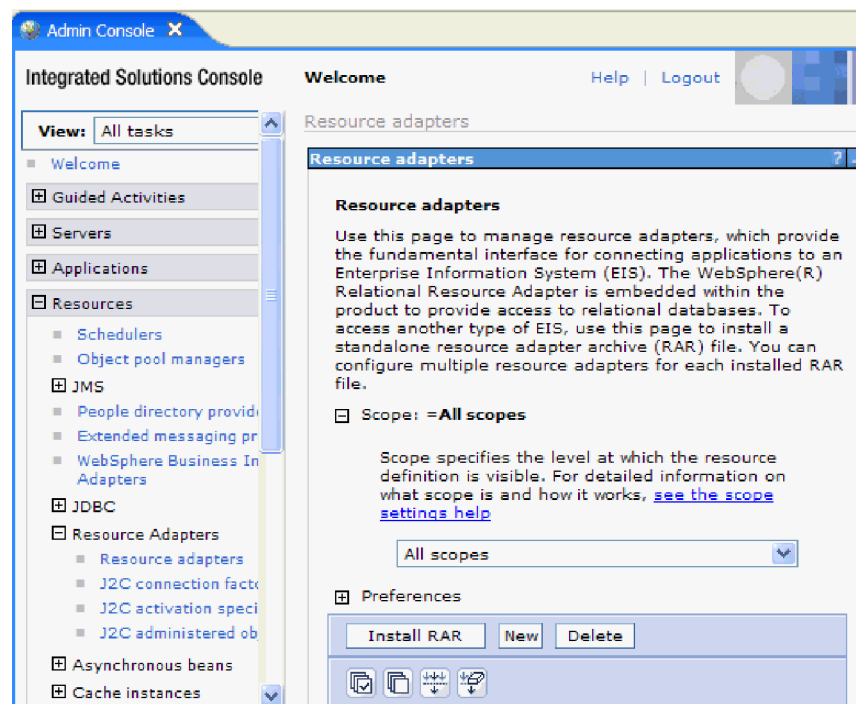 Admin Console
Integrated Solutions Console
Welcome
Help | Logout
View: All tasks
Welcome
Guided Activities
Servers
Applications
Resources
Schedulers
Object pool managers
JMS
People directory provid
Extended messaging pr
WebSphere Business In
Adapters
JDBC
Resource Adapters
Resource adapters
J2C connection facto
J2C activation speci
J2C administered ob
Asynchronous beans
Cache instances
Resource adapters
Resource adapters
?
Resource adapters
Use this page to manage resource adapters, which provide
the fundamental interface for connecting applications to an
Enterprise Information System (EIS). The WebSphere(R)
Relational Resource Adapter is embedded within the
product to provide access to relational databases. To
access another type of EIS, use this page to install a
standalone resource adapter archive (RAR) file. You can
configure multiple resource adapters for each installed RAR
file.
Scope: =All scopes
Scope specifies the level at which the resource
definition is visible. For detailed information on
what scope is and how it works, see the scope
settings help
All scopes
Preferences
Install RAR
New
Delete